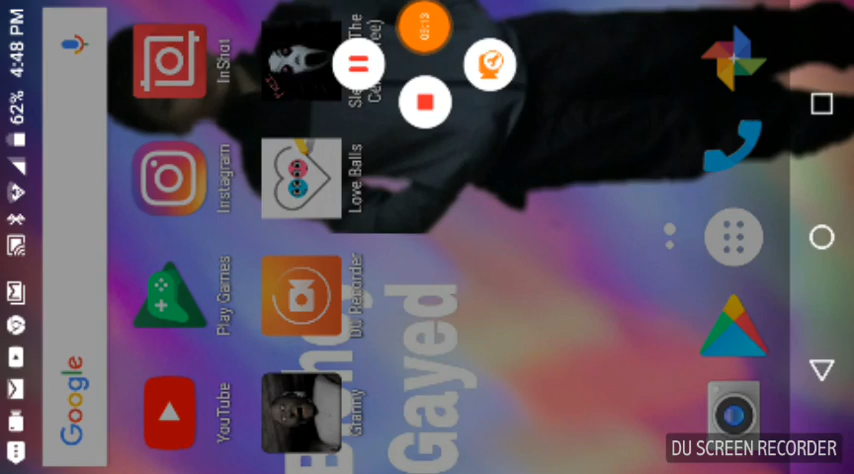 62% 4:48 PM
Google
YouTube
Play Games
Instagram
InShot
Granny
DU Recorder
Love Balls
The
Gayed
DU SCREEN RECORDER